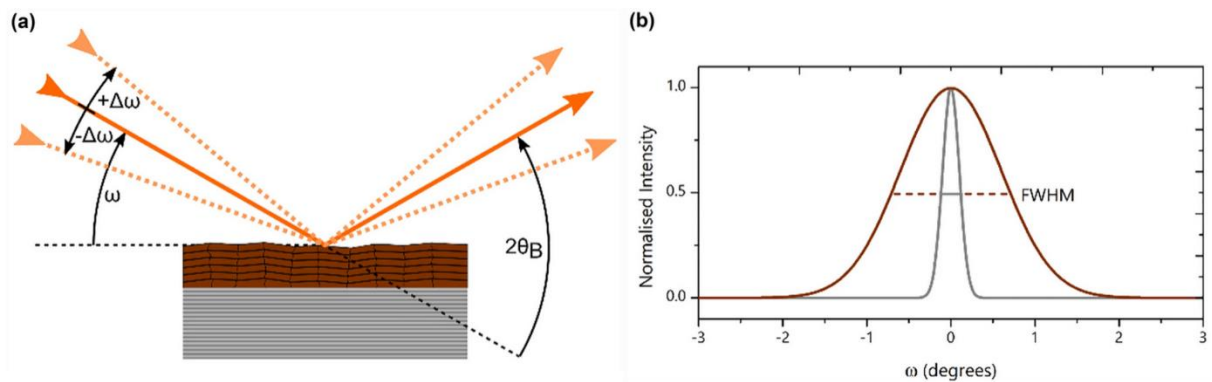 (a)
+Δω
-Δω
ω
2θB
(b)
Normalised Intensity
1.0
0.5
0.0
FWHM
-3 -2 -1 0 1 2 3
ω (degrees)